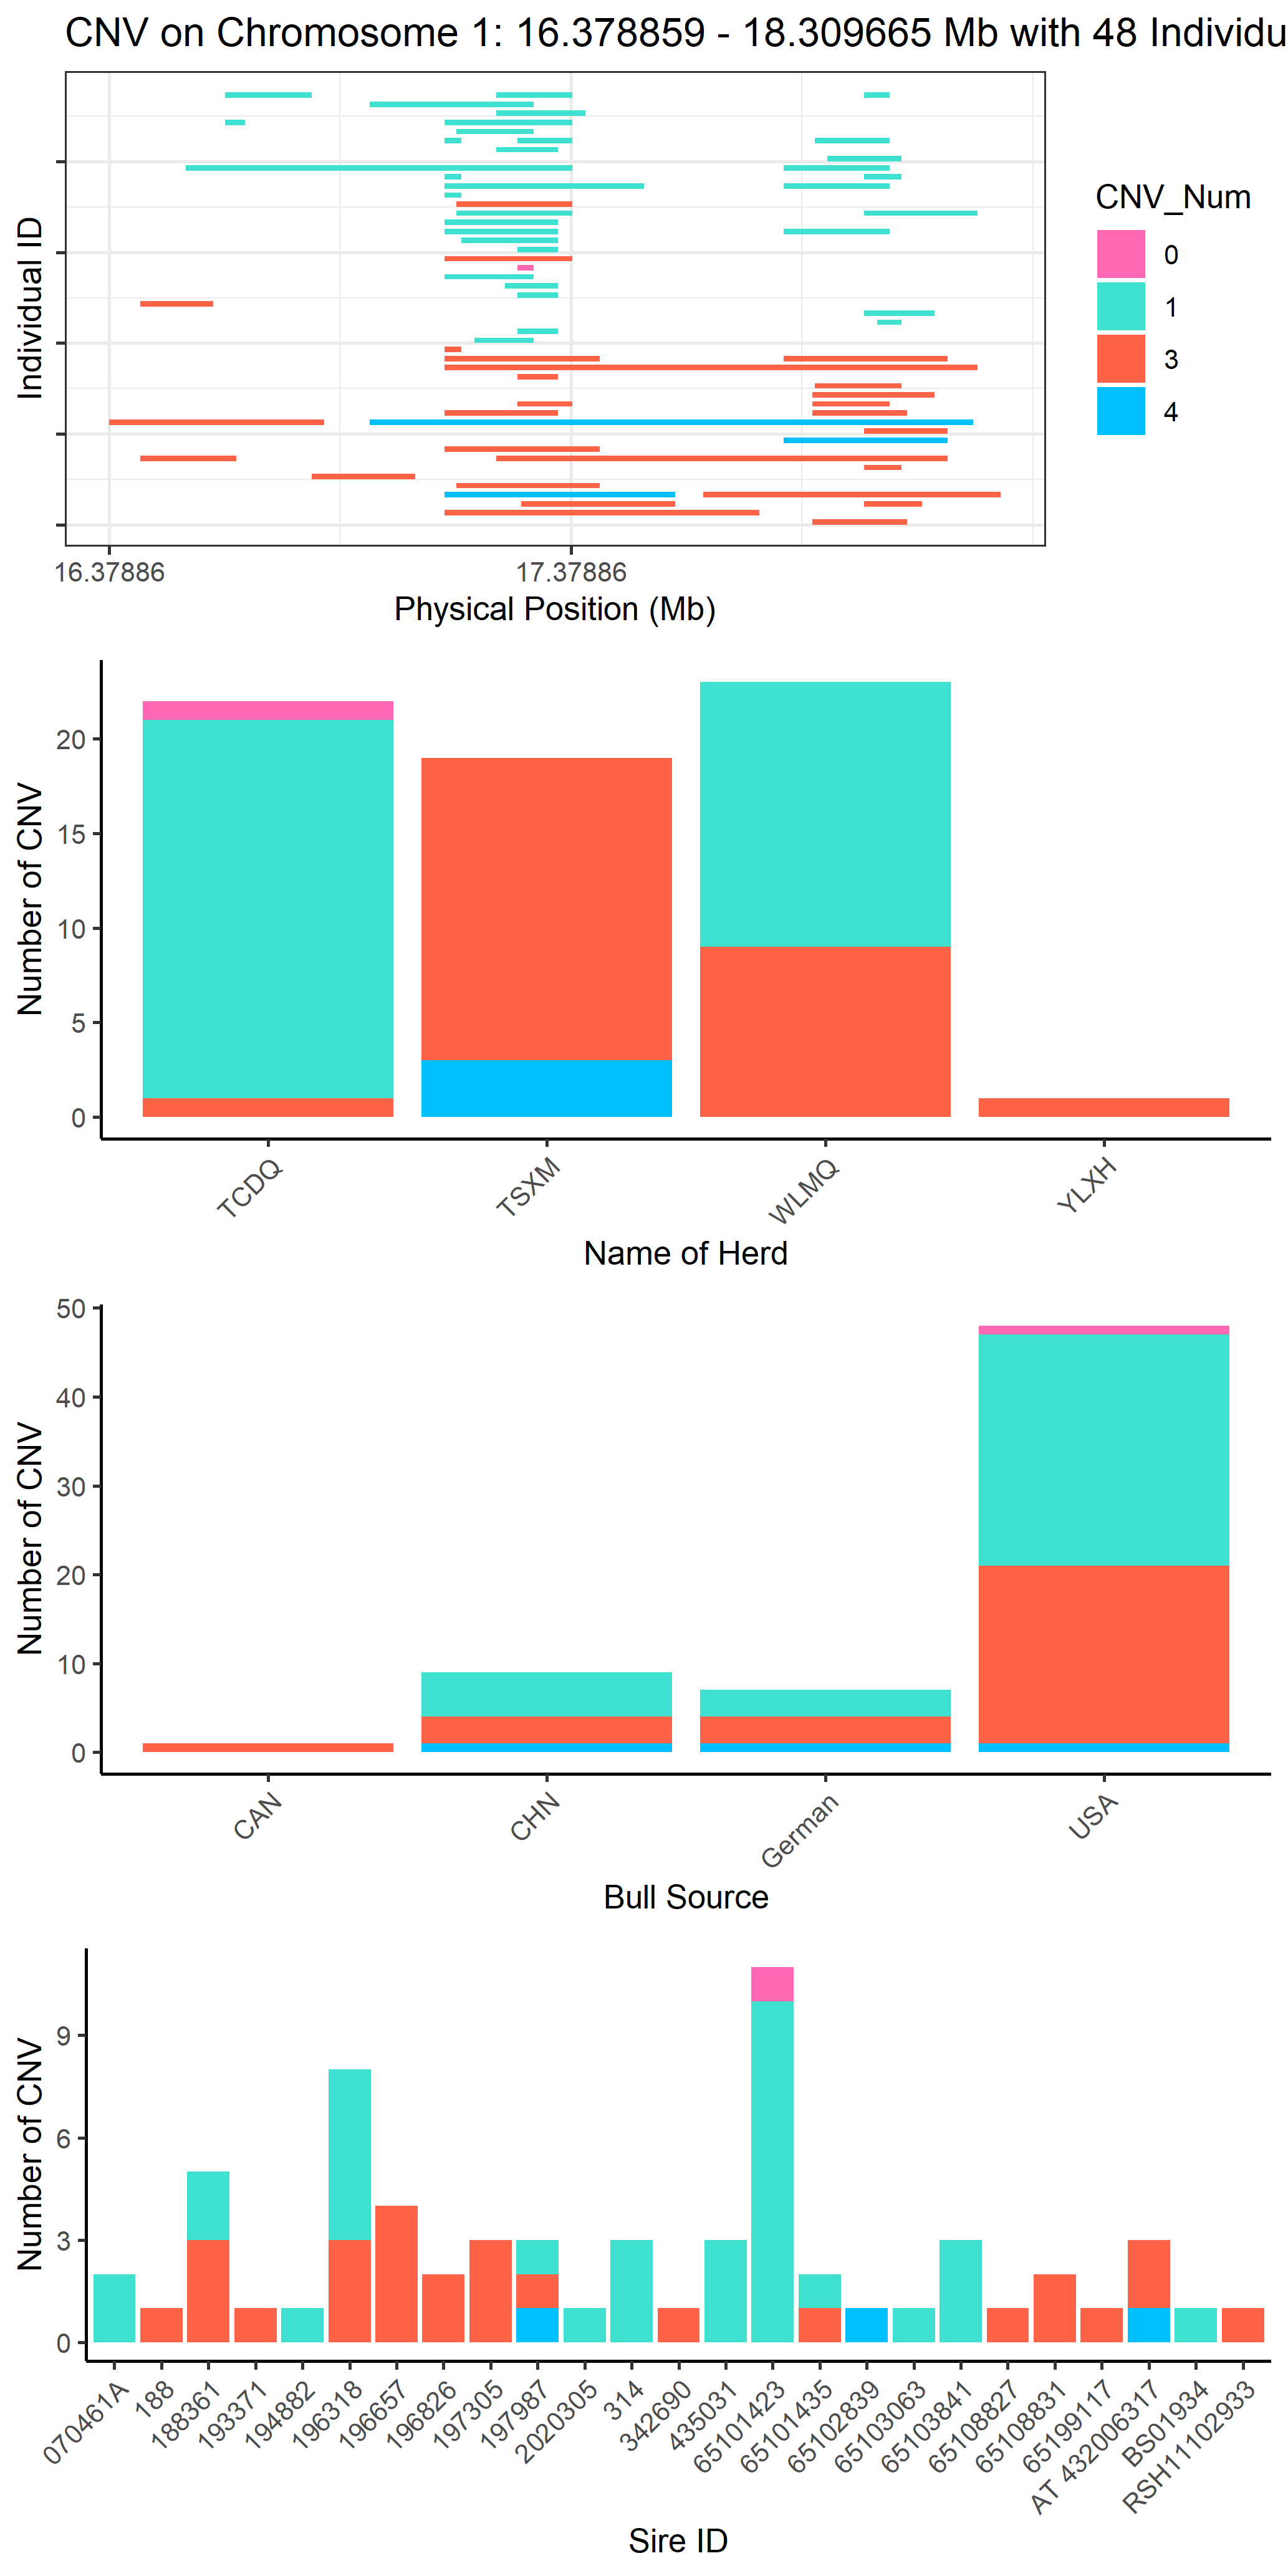 CNV on Chromosome 1: 16.378859 - 18.309665 Mb with 48 Individu
Individual ID
16.37886 17.37886
Physical Position (Mb)
CNV_Num
0
1
3
4
Number of CNV
20
15
10
5
0
TCDQ TSXM WLMQ YLXH
Name of Herd
Number of CNV
50
40
30
20
10
0
CAN CHN German USA
Bull Source
Number of CNV
9
6
3
0
070461A 188 188361 193371 194882 196318 196657 196826 197305 197987 2020305 314 342690 435031 65101423 65101435 65102839 65103063 65103841 65108827 65108831 65199117 AT 432006317 BS01934 RSH11102933
Sire ID